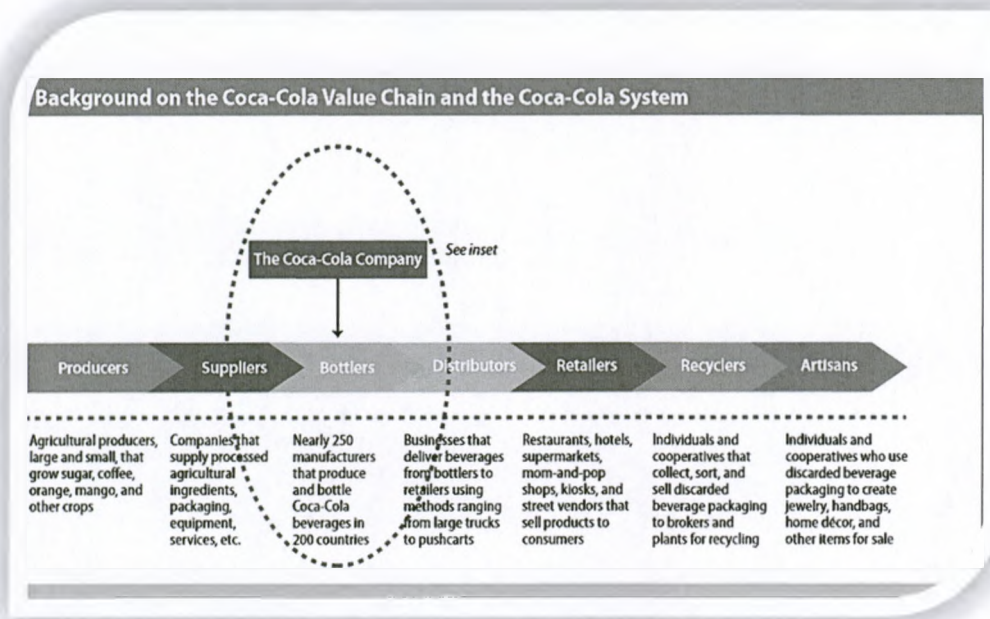 Background on the Coca-Cola Value Chain and the Coca-Cola System
The Coca-Cola Company
See inset
Producers
Suppliers
Bottlers
Distributors
Retailers
Recyclers
Artisans
Agricultural producers,
large and small, that
grow sugar, coffee,
orange, mango, and
other crops
Companies that
supply processed
agricultural
ingredients,
packaging,
equipment,
services, etc.
Nearly 250
manufacturers
that produce
and bottle
Coca-Cola
beverages in
200 countries
Businesses that
deliver beverages
from bottlers to
retailers using
methods ranging
from large trucks
to pushcarts
Restaurants, hotels,
supermarkets,
mom-and-pop
shops, kiosks, and
street vendors that
sell products to
consumers
Individuals and
cooperatives that
collect, sort, and
sell discarded
beverage packaging
to brokers and
plants for recycling
Individuals and
cooperatives who use
discarded beverage
packaging to create
jewelry, handbags,
home décor, and
other items for sale